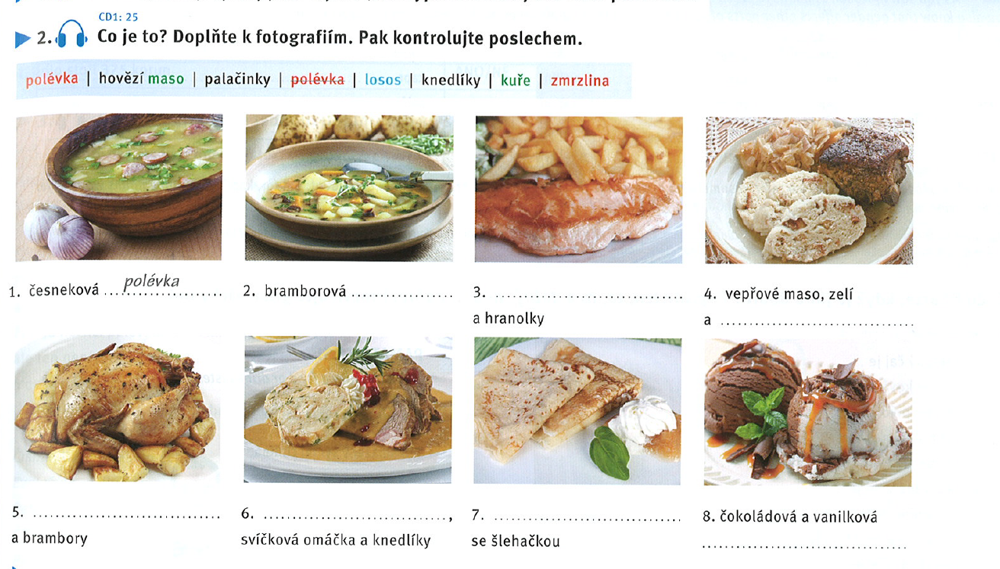 CD1: 25
2. Co je to? Doplňte k fotografiím. Pak kontrolujte poslechem.
polévka | hovězí maso | palačinky | polévka | losos | knedlíky | kuře | zmrzlina
1. česneková ... polévka ..........
2. bramborová ....................
3. ....................................
a hranolky
4. vepřové maso, zelí
a ....................................
5. ....................................
a brambory
6. ...................................,
svíčková omáčka a knedlíky
7. ....................................
se šlehačkou
8. čokoládová a vanilková
........................................